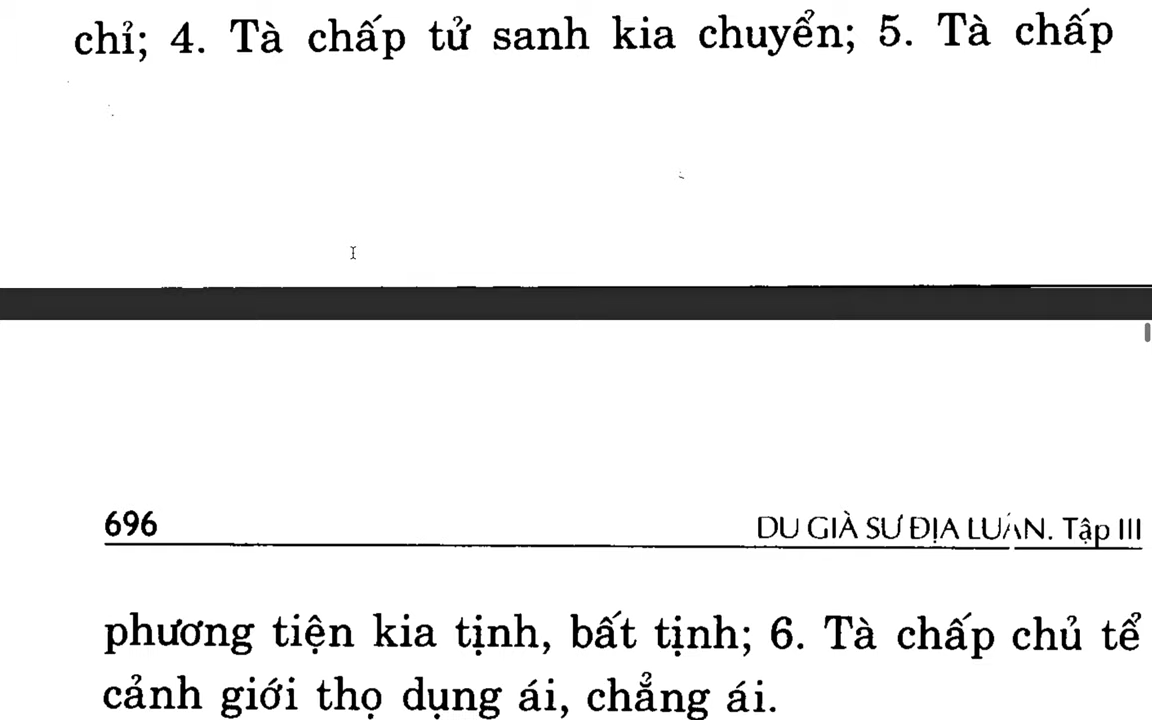 chỉ; 4. Tà chấp tử sanh kia chuyển; 5. Tà chấp
696
DU GIÀ SƯ ĐỊA LUẬN. Tập III
phương tiện kia tịnh, bất tịnh; 6. Tà chấp chủ tể
cảnh giới thọ dụng ái, chẳng ái.